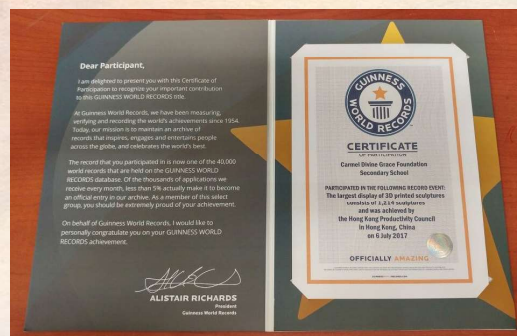 Dear Participant,
I am delighted to present you with this Certificate of
Participation to recognize your important contribution
to this GUINNESS WORLD RECORDS title.
At Guinness World Records, we have been measuring,
verifying and recording the world's achievements since 1954.
Today, our mission is to maintain an archive of
records that inspires, engages and entertains people
across the globe, and celebrates the world's best.
The record that you participated in is now one of the 40,000
world records that are held on the GUINNESS WORLD
RECORDS database. Of the thousands of applications we
receive every month, less than 5% actually make it to become
an official entry in our archive. As a member of this select
group, you should be extremely proud of your achievement.
On behalf of Guinness World Records, I would like to
personally congratulate you on your GUINNESS WORLD
RECORDS achievement.
ALISTAIR RICHARDS
President
Guinness World Records
GUINNESS
WORLD RECORDS
CERTIFICATE
OF PARTICIPATION
Carmel Divine Grace Foundation
Secondary School
PARTICIPATED IN THE FOLLOWING RECORD EVENT:
The largest display of 3D printed sculptures
consists of 1,214 sculptures
and was achieved by
the Hong Kong Productivity Council
in Hong Kong, China
on 6 July 2017
OFFICIALLY AMAZING